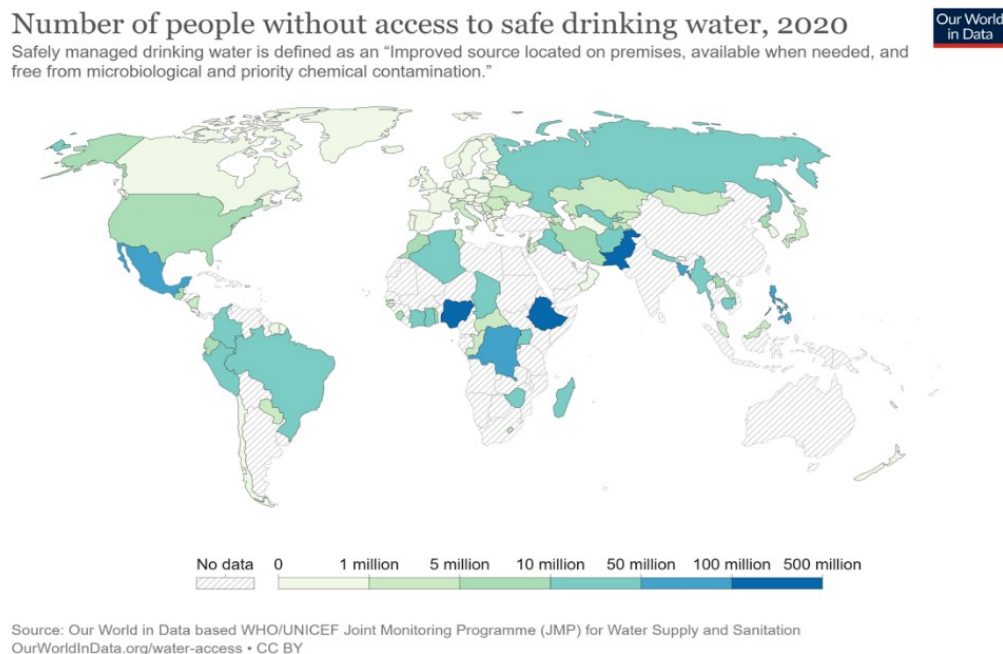 Number of people without access to safe drinking water, 2020
Our World
in Data
Safely managed drinking water is defined as an “Improved source located on premises, available when needed, and
free from microbiological and priority chemical contamination.”
No data
0
1 million
5 million
10 million
50 million
100 million
500 million
Source: Our World in Data based WHO/UNICEF Joint Monitoring Programme (JMP) for Water Supply and Sanitation
OurWorldInData.org/water-access • CC BY